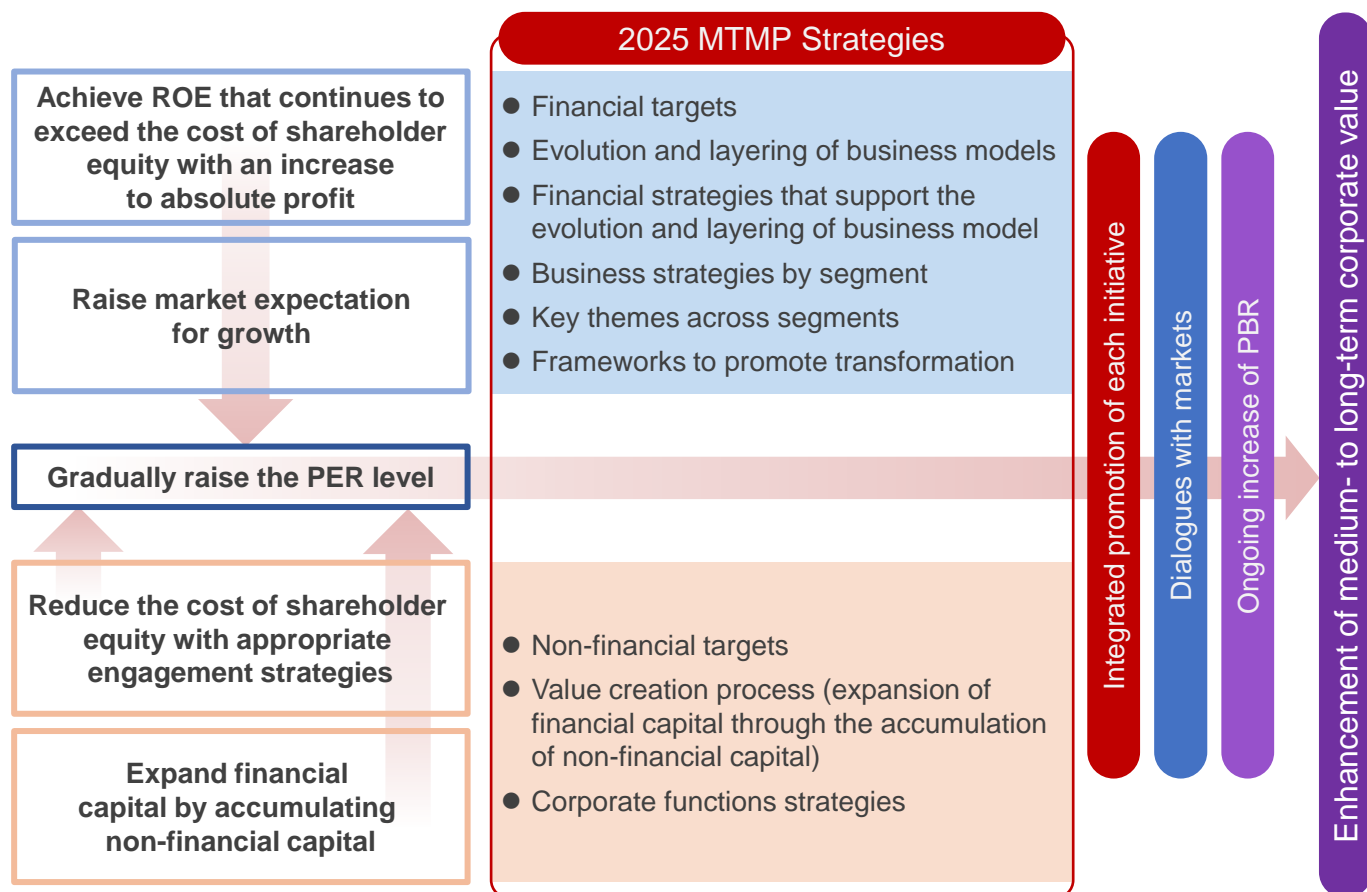 2025 MTMP Strategies
Achieve ROE that continues to
exceed the cost of shareholder
equity with an increase
to absolute profit
Raise market expectation
for growth
Gradually raise the PER level
Reduce the cost of shareholder
equity with appropriate
engagement strategies
Expand financial
capital by accumulating
non-financial capital
● Financial targets
● Evolution and layering of business models
● Financial strategies that support the
evolution and layering of business model
● Business strategies by segment
● Key themes across segments
● Frameworks to promote transformation
● Non-financial targets
● Value creation process (expansion of
financial capital through the accumulation
of non-financial capital)
● Corporate functions strategies
Integrated promotion of each initiative
Dialogues with markets
Ongoing increase of PBR
Enhancement of medium- to long-term corporate value